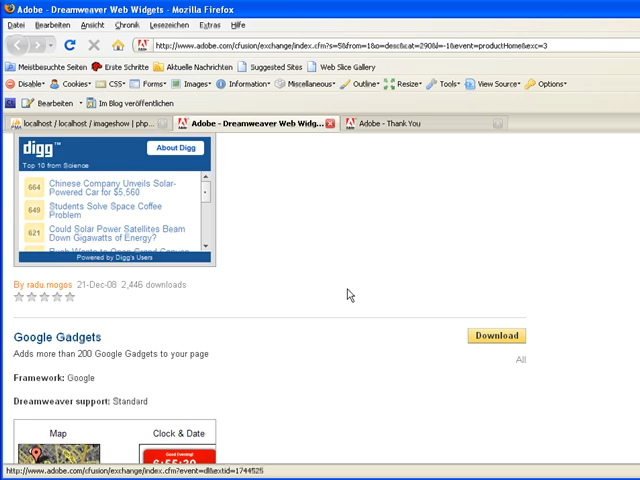 Adobe - Dreamweaver Web Widgets - Mozilla Firefox
Datei Bearbeiten Ansicht Chronik Lesezeichen Extras Hilfe
http://www.adobe.com/cfusion/exchange/index.cfm?s=5&from=1&o=desc&cat=290&l=-1&event=productHome&exc=3
Meistbesuchte Seiten Erste Schritte Aktuelle Nachrichten Suggested Sites Web Slice Gallery
Disable Cookies CSS Forms Images Information Miscellaneous Outline Resize Tools View Source Options
Bearbeiten Im Blog veröffentlichen
localhost / localhost / imageshow | php... Adobe - Dreamweaver Web Widg... Adobe - Thank You
digg™ About Digg
Top 10 from Science
664 Chinese Company Unveils Solar-
Powered Car for $5,560
649 Students Solve Space Coffee
Problem
621 Could Solar Power Satellites Beam
Down Gigawatts of Energy?
Powered by Digg's Users
By radu.mogos 21-Dec-08 2,446 downloads
Google Gadgets Download
Adds more than 200 Google Gadgets to your page
All
Framework: Google
Dreamweaver support: Standard
Map Clock & Date
Good Evening!
http://www.adobe.com/cfusion/exchange/index.cfm?event=dl&extid=1744525